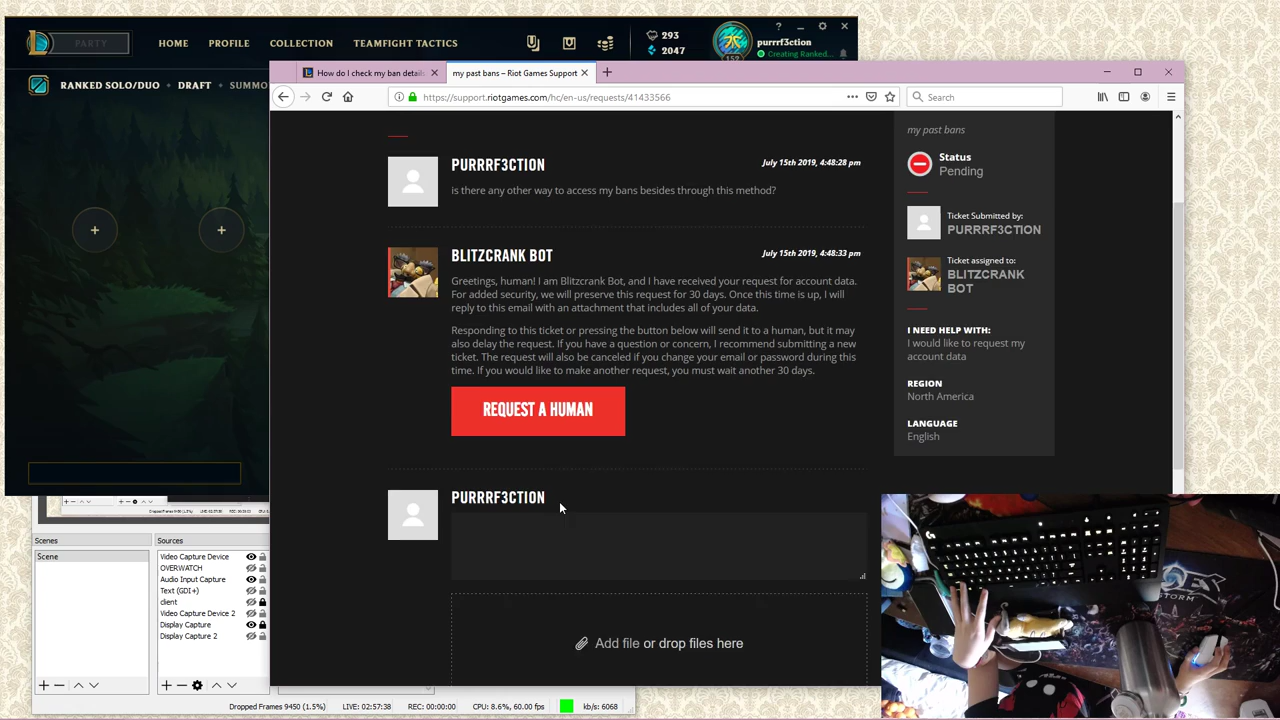 PARTY
HOME
PROFILE
COLLECTION
TEAMFIGHT TACTICS
293
2047
152
purrrf3ction
Creating Ranked...
RANKED SOLO/DUO
DRAFT
SUMMO
How do I check my ban details
my past bans – Riot Games Support
https://support.riotgames.com/hc/en-us/requests/41433566
Search
PURRRF3CTION
July 15th 2019, 4:48:28 pm
is there any other way to access my bans besides through this method?
BLITZCRANK BOT
July 15th 2019, 4:48:33 pm
Greetings, human! I am Blitzcrank Bot, and I have received your request for account data.
For added security, we will preserve this request for 30 days. Once this time is up, I will
reply to this email with an attachment that includes all of your data.
Responding to this ticket or pressing the button below will send it to a human, but it may
also delay the request. If you have a question or concern, I recommend submitting a new
ticket. The request will also be canceled if you change your email or password during this
time. If you would like to make another request, you must wait another 30 days.
REQUEST A HUMAN
PURRRF3CTION
Add file or drop files here
my past bans
Status
Pending
Ticket Submitted by:
PURRRF3CTION
Ticket assigned to:
BLITZCRANK
BOT
I NEED HELP WITH:
I would like to request my
account data
REGION
North America
LANGUAGE
English
Scenes
Scene
Sources
Video Capture Device
OVERWATCH
Audio Input Capture
Text (GDI+)
client
Video Capture Device 2
Display Capture
Display Capture 2
Dropped Frames 9450 (1.5%)
LIVE: 02:57:38
REC: 00:00:00
CPU: 8.6%, 60.00 fps
kb/s: 6068